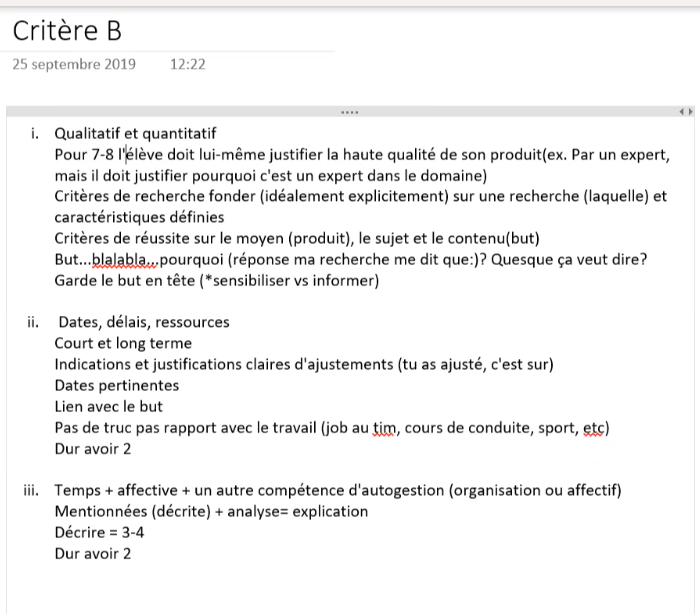 Critère B
25 septembre 2019 12:22
i. Qualitatif et quantitatif
Pour 7-8 l'élève doit lui-même justifier la haute qualité de son produit(ex. Par un expert,
mais il doit justifier pourquoi c'est un expert dans le domaine)
Critères de recherche fonder (idéalement explicitement) sur une recherche (laquelle) et
caractéristiques définies
Critères de réussite sur le moyen (produit), le sujet et le contenu(but)
But...blalabla...pourquoi (réponse ma recherche me dit que:)? Quesque ça veut dire?
Garde le but en tête (*sensibiliser vs informer)
ii. Dates, délais, ressources
Court et long terme
Indications et justifications claires d'ajustements (tu as ajusté, c'est sur)
Dates pertinentes
Lien avec le but
Pas de truc pas rapport avec le travail (job au tim, cours de conduite, sport, etc)
Dur avoir 2
iii. Temps + affective + un autre compétence d'autogestion (organisation ou affectif)
Mentionnées (décrite) + analyse= explication
Décrire = 3-4
Dur avoir 2